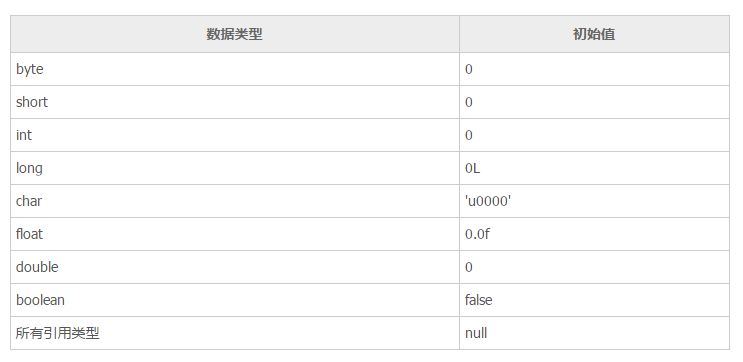 数据类型 初始值
byte 0
short 0
int 0
long 0L
char 'u0000'
float 0.0f
double 0
boolean false
所有引用类型 null